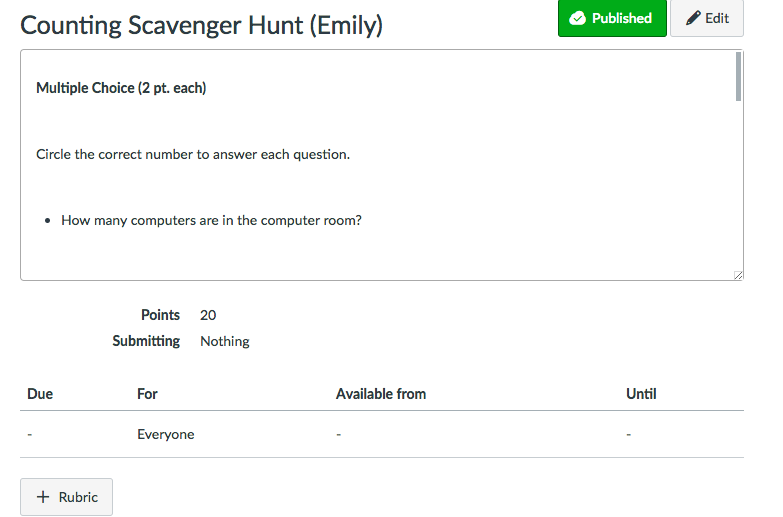 Counting Scavenger Hunt (Emily)
Published
Edit
Multiple Choice (2 pt. each)
Circle the correct number to answer each question.
• How many computers are in the computer room?
Points 20
Submitting Nothing
Due For Available from Until
- Everyone - -
+ Rubric